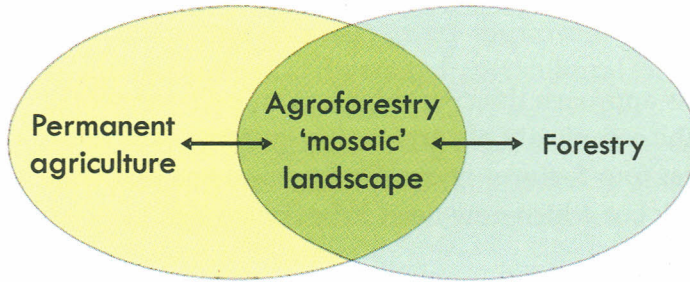 Permanent
agriculture
Agroforestry
‘mosaic’
landscape
Forestry